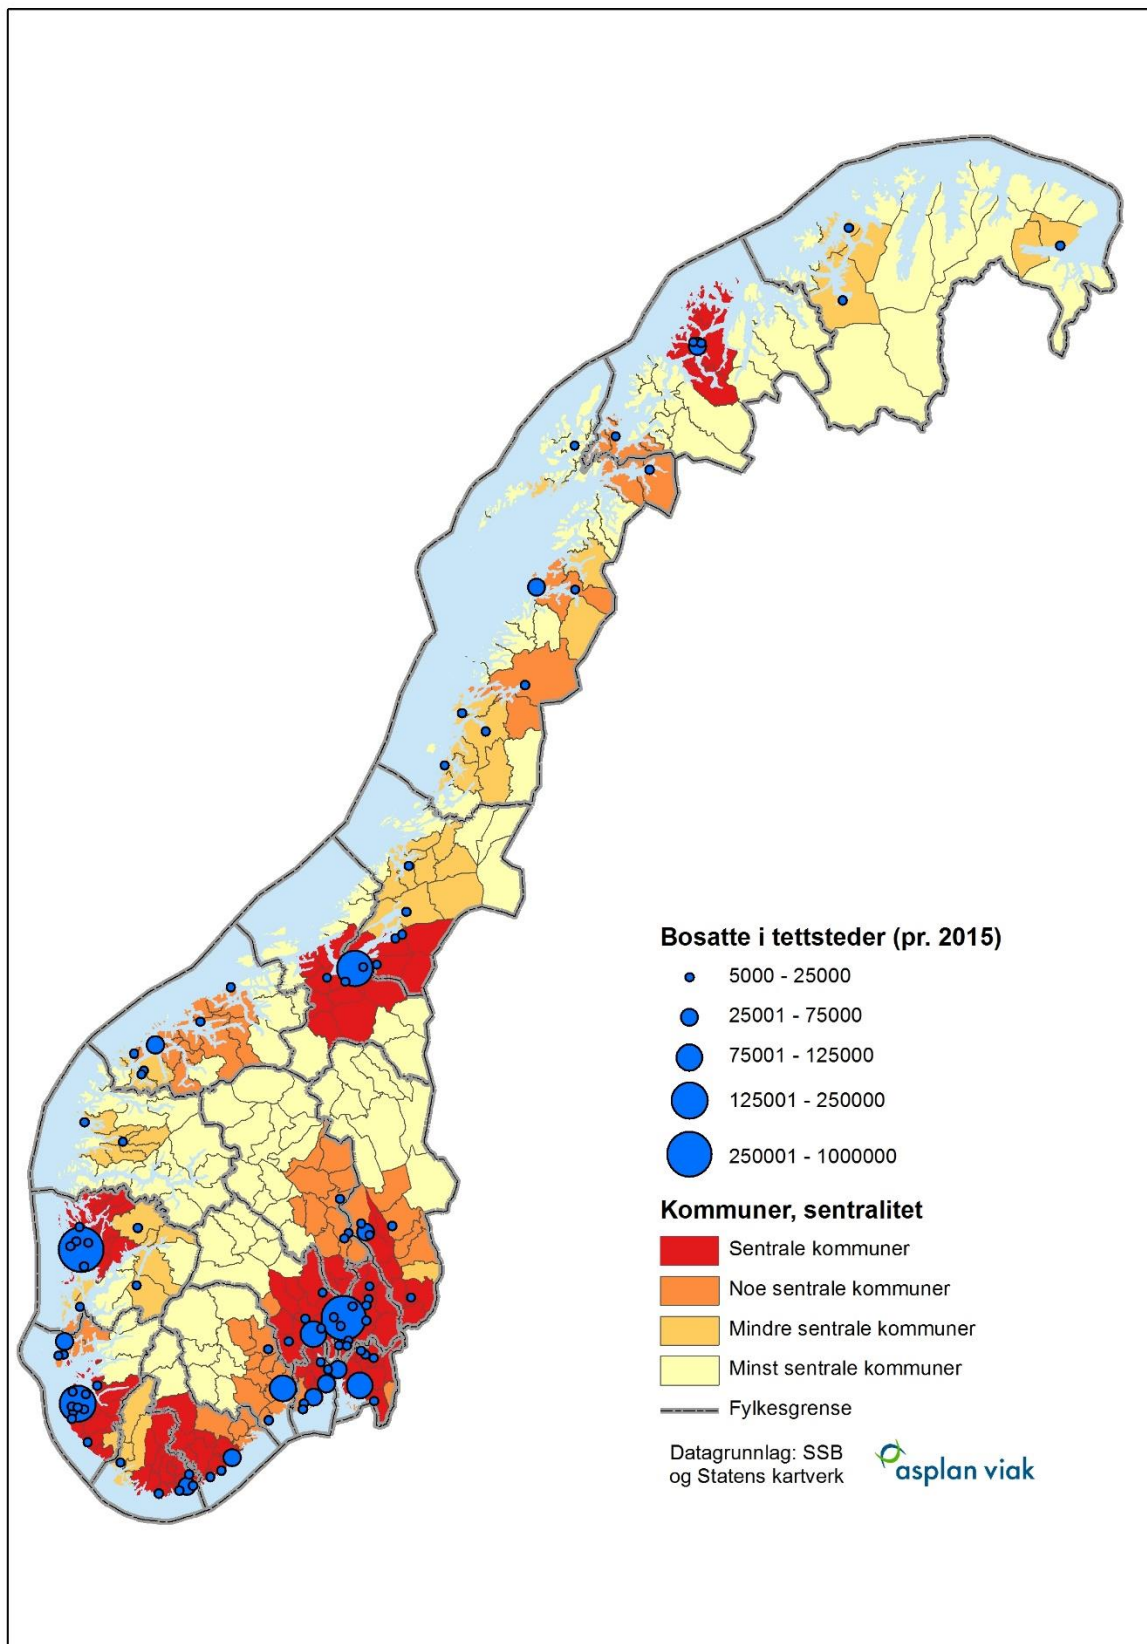 Bosatte i tettsteder (pr. 2015)
5000 - 25000
25001 - 75000
75001 - 125000
125001 - 250000
250001 - 1000000
Kommuner, sentralitet
Sentrale kommuner
Noe sentrale kommuner
Mindre sentrale kommuner
Minst sentrale kommuner
Fylkesgrense
Datagrunnlag: SSB
og Statens kartverk
asplan viak